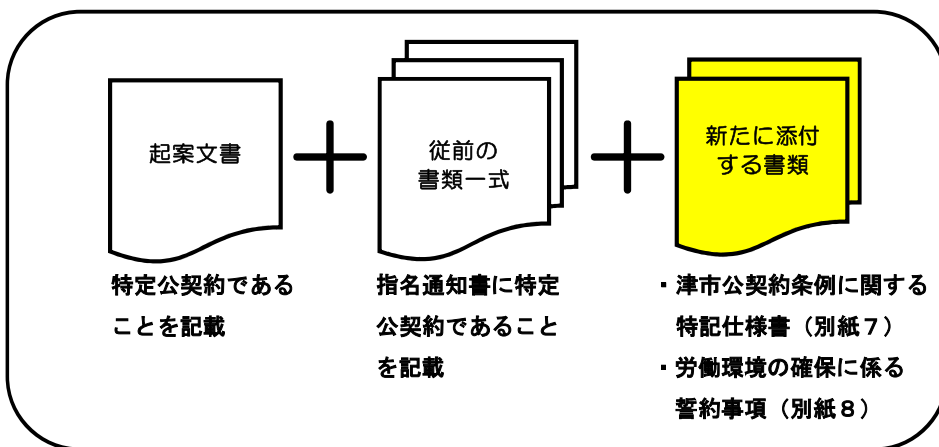 起案文書
従前の
書類一式
新たに添付
する書類
特定公契約である
ことを記載
指名通知書に特定
公契約であること
を記載
・津市公契約条例に関する
特記仕様書（別紙７）
・労働環境の確保に係る
誓約事項（別紙８）